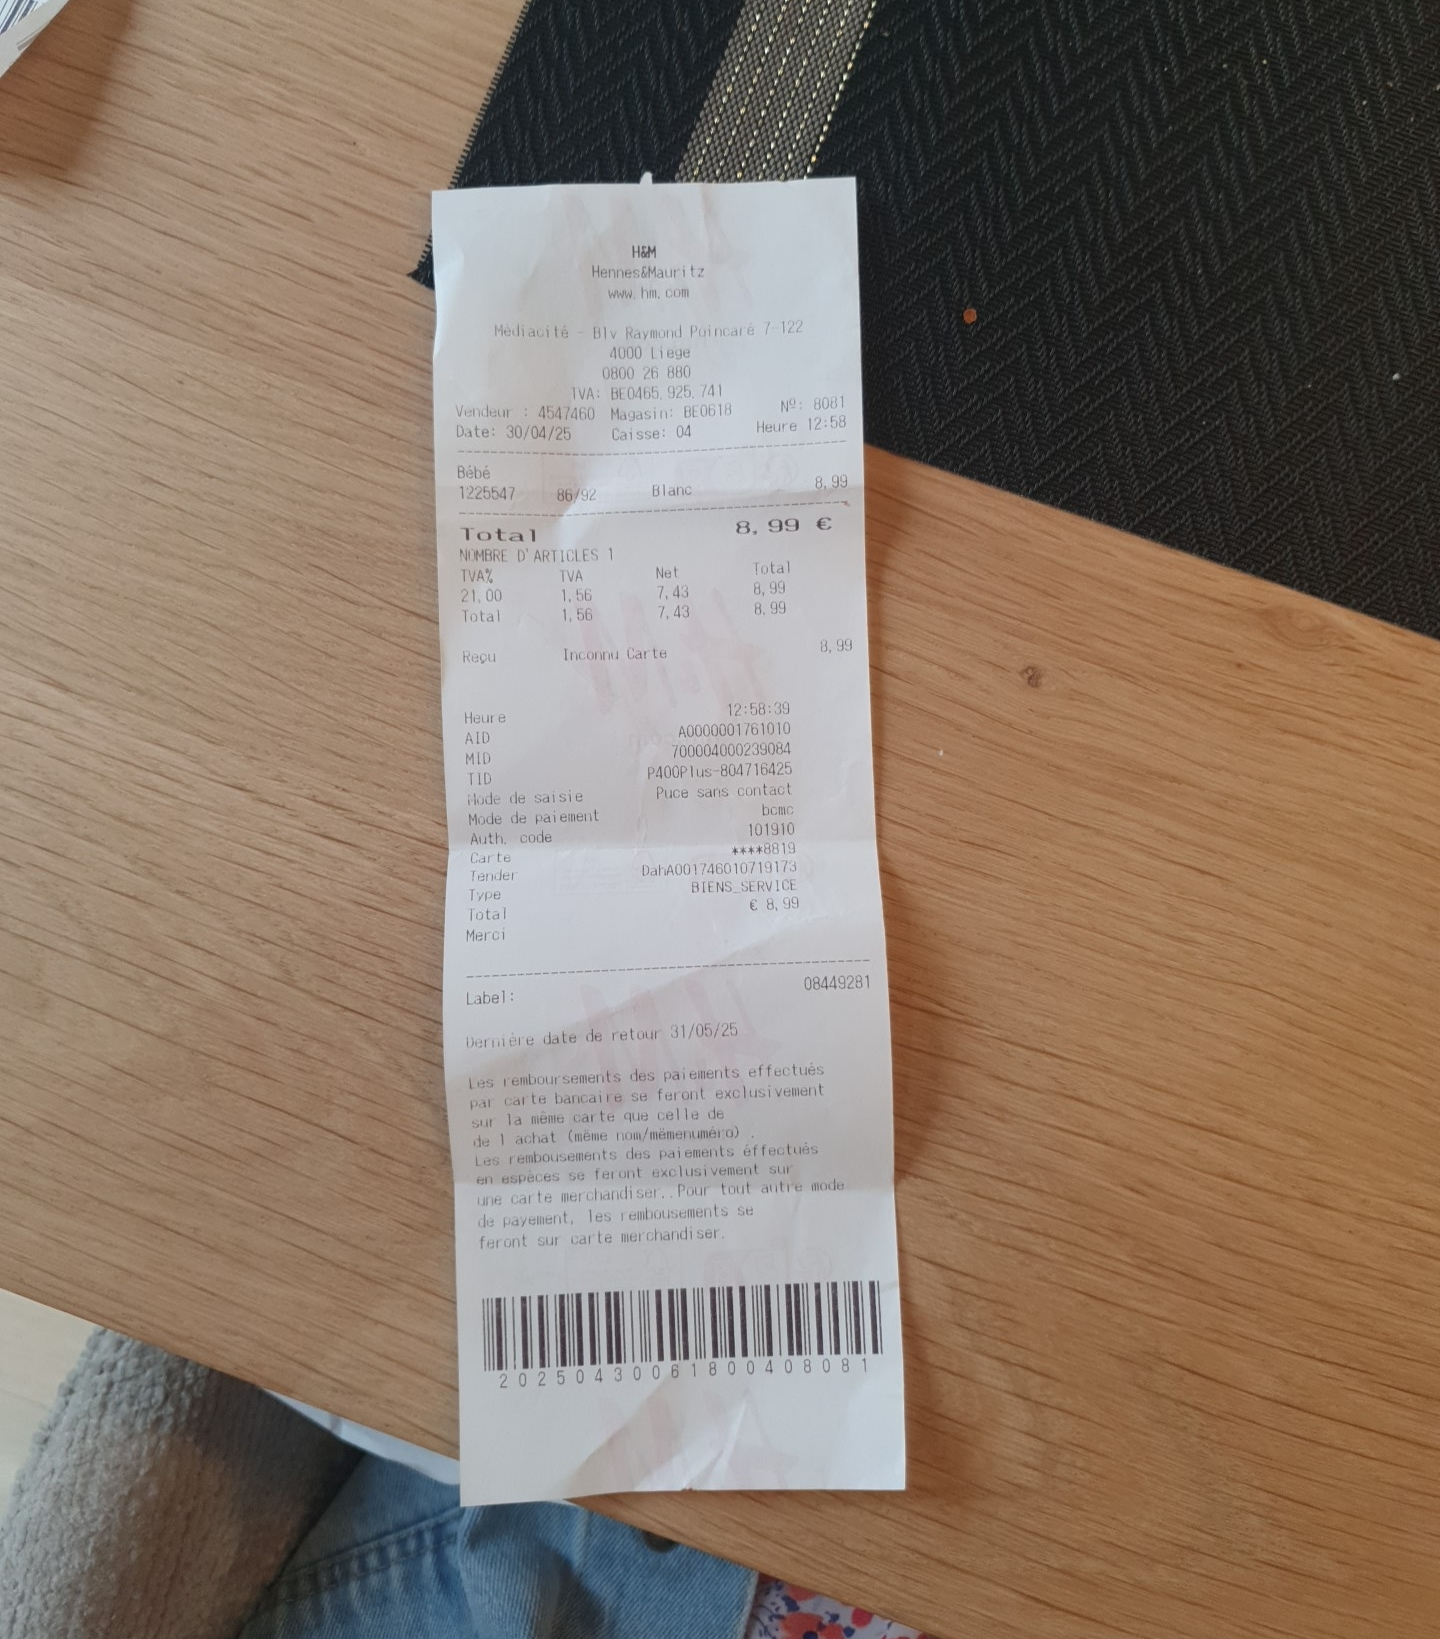 H&M
Hennes&Mauritz
www.hm.com
Médiacité - Blv Raymond Poincaré 7-122
4000 Liege
0800 26 880
TVA: BE0465.925.741
Vendeur : 4547460 Magasin: BE0618 Nº: 8081
Date: 30/04/25 Caisse: 04 Heure 12:58
Bébé
1225547 86/92 Blanc 8,99
Total 8,99 €
NOMBRE D'ARTICLES 1
TVA% TVA Net Total
21,00 1,56 7,43 8,99
Total 1,56 7,43 8,99
Reçu Inconnu Carte 8,99
Heure 12:58:39
AID A0000001761010
MID 700004000239084
TID P400Plus-804716425
Mode de saisie Puce sans contact
Mode de paiement bcmc
Auth. code 101910
Carte ****8819
Tender DahA001746010719173
Type BIENS_SERVICE
Total € 8,99
Merci
Label: 08449281
Dernière date de retour 31/05/25
Les remboursements des paiements effectués
par carte bancaire se feront exclusivement
sur la même carte que celle de
de l achat (même nom/mêmenuméro) .
Les rembousements des paiements éffectués
en espèces se feront exclusivement sur
une carte merchandiser..Pour tout autre mode
de payement, les rembousements se
feront sur carte merchandiser.
20250430061800408081